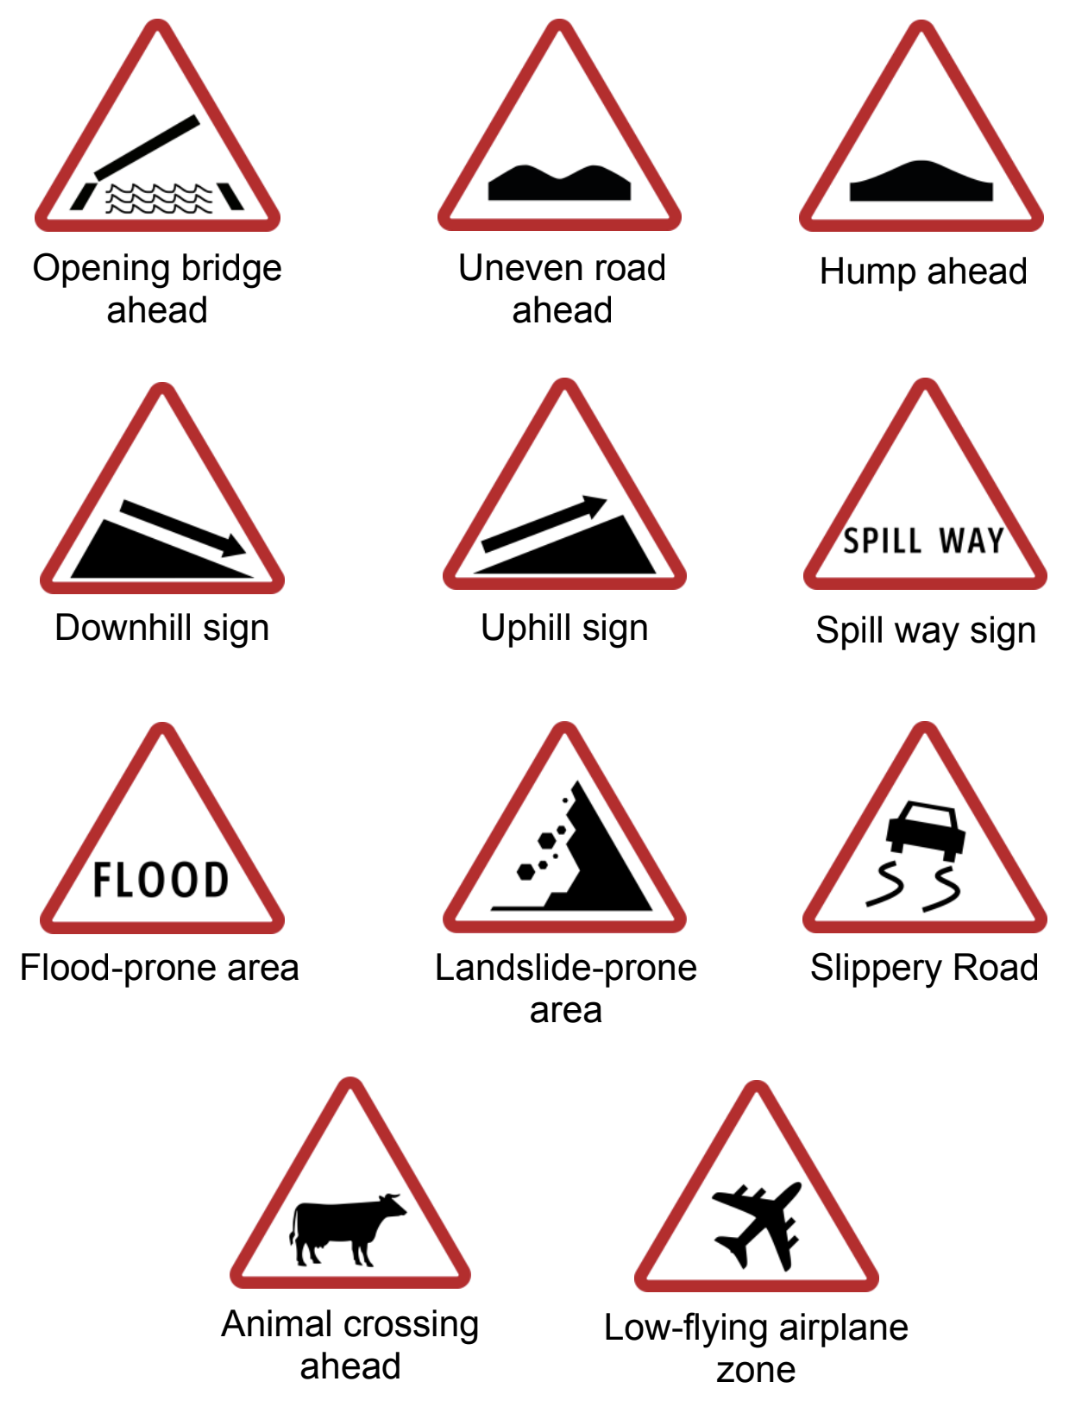 Opening bridge
ahead
Uneven road
ahead
Hump ahead
SPILL WAY
Downhill sign
Uphill sign
Spill way sign
FLOOD
Flood-prone area
Landslide-prone
area
Slippery Road
Animal crossing
ahead
Low-flying airplane
zone